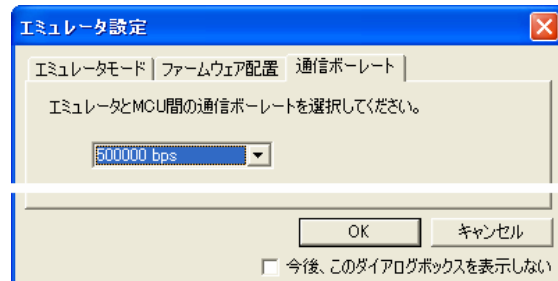 エミュレータ設定
エミュレータモード ファームウェア配置 通信ボーレート
エミュレータとMCU間の通信ボーレートを選択してください。
500000 bps
OK キャンセル
今後、このダイアログボックスを表示しない